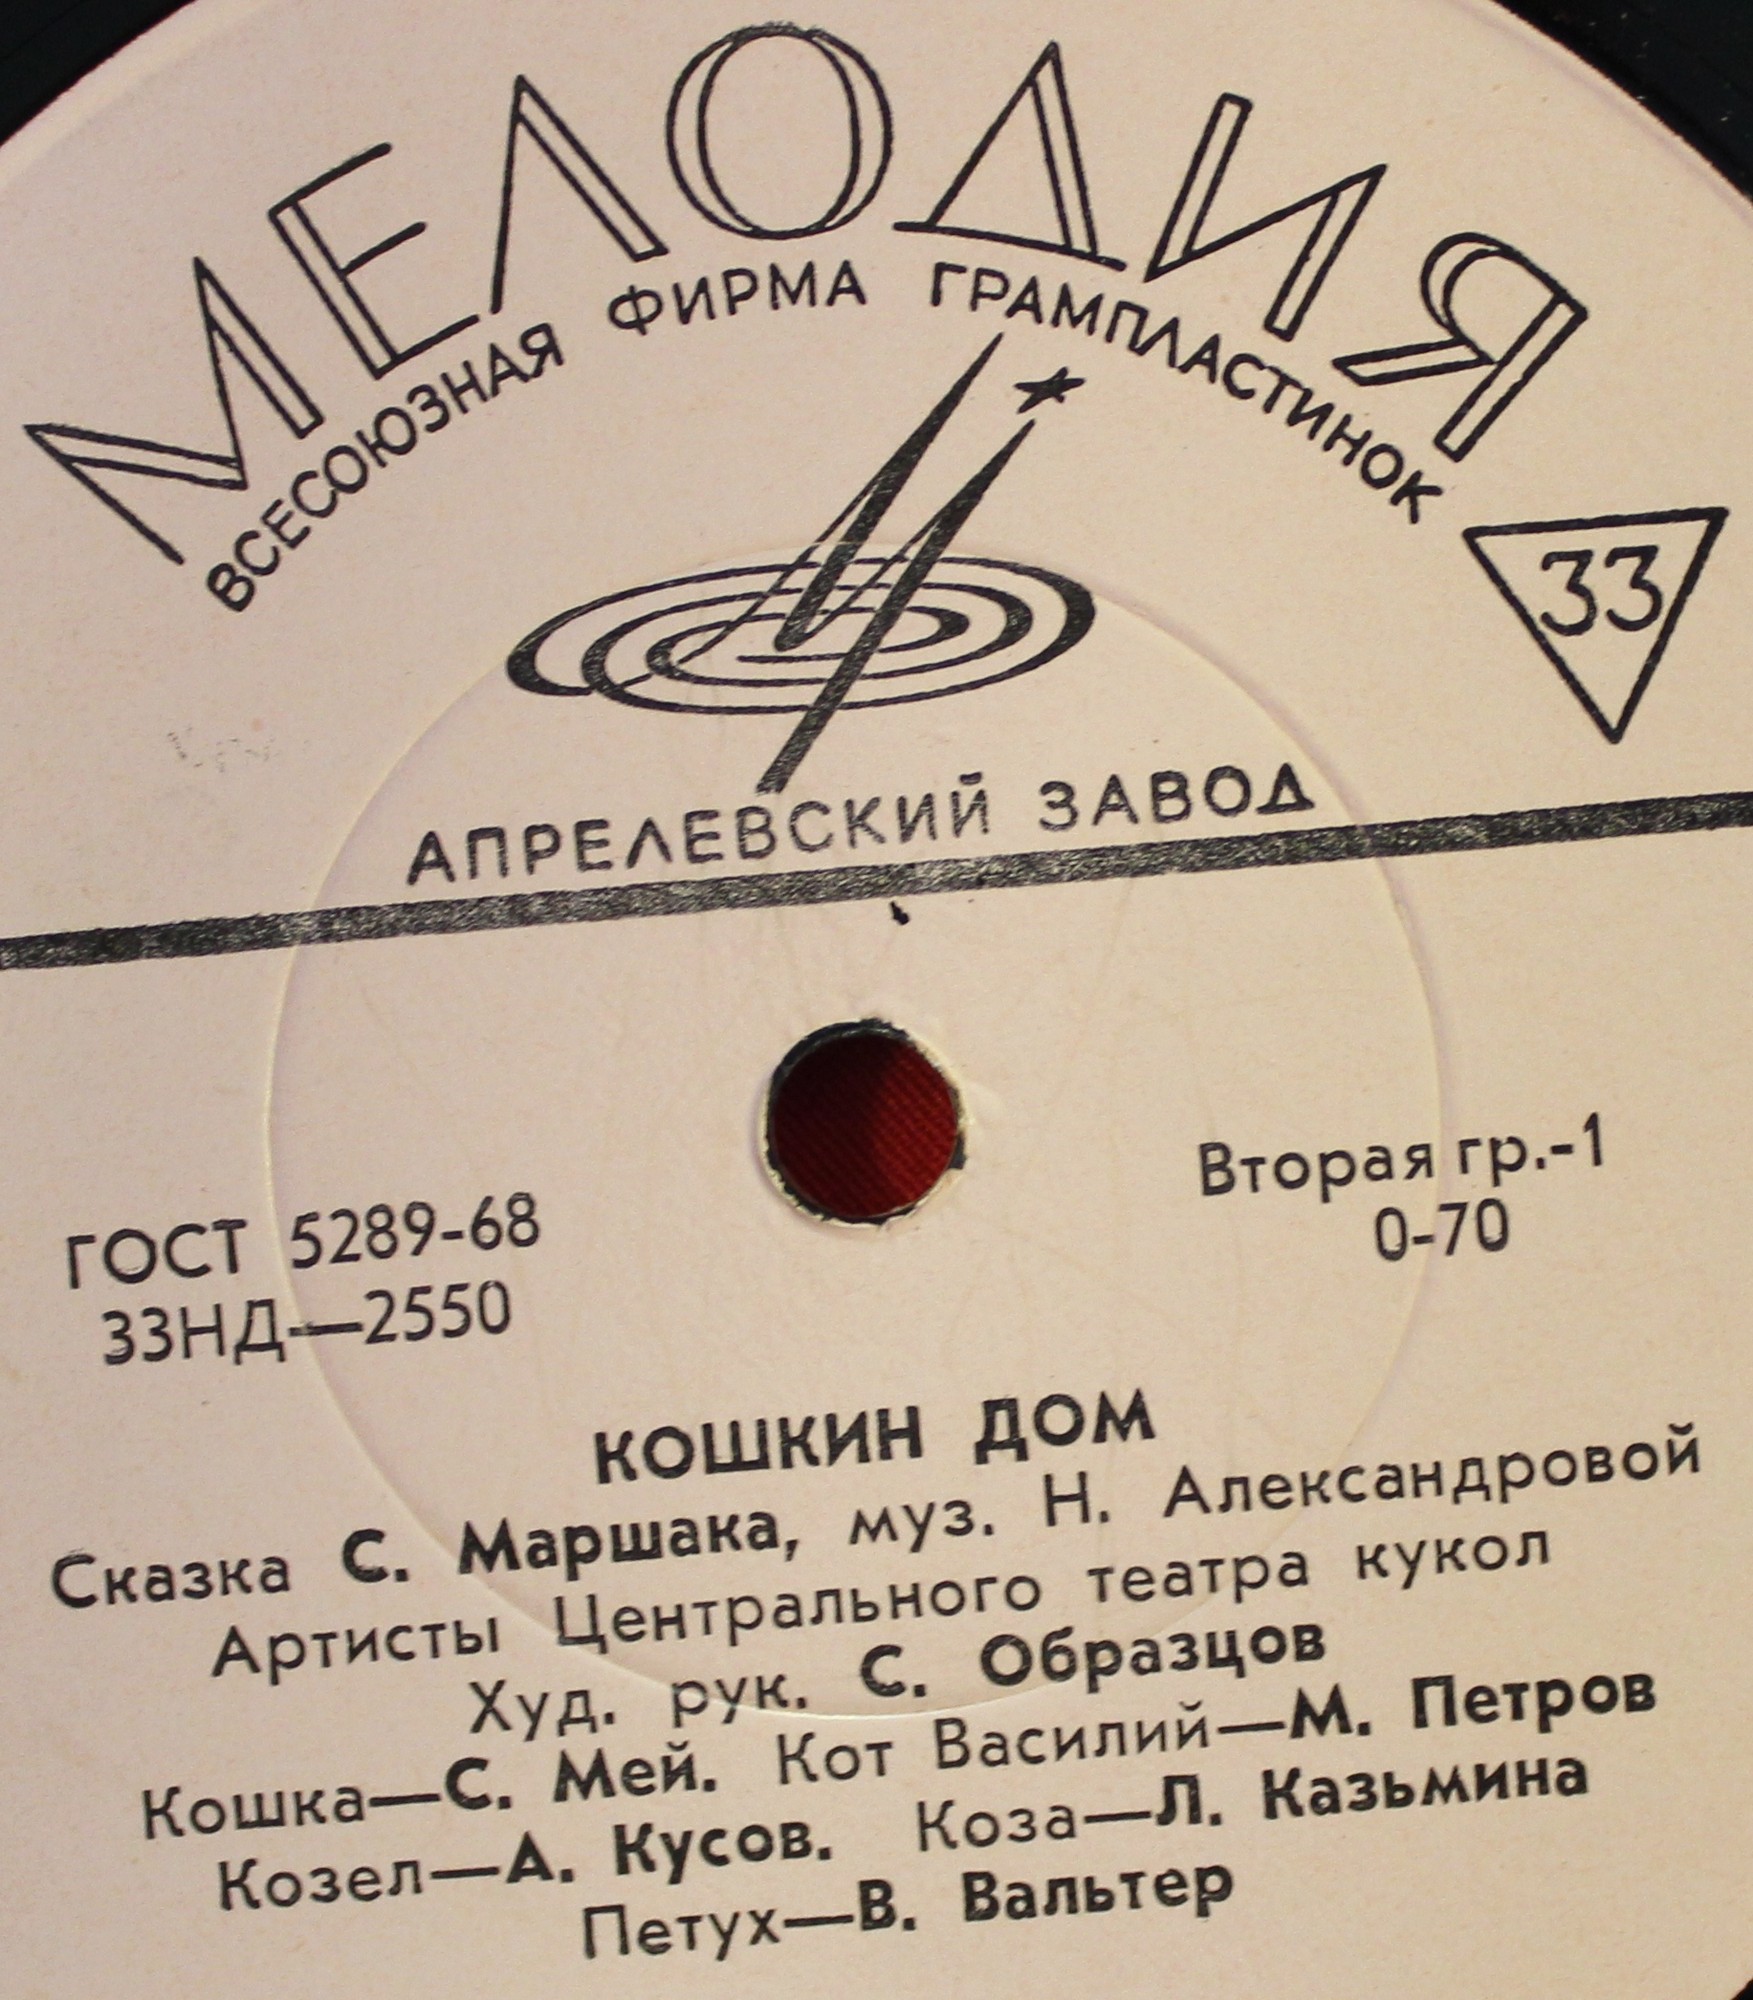 МЕЛОДИЯ
ВСЕСОЮЗНАЯ ФИРМА ГРАМПЛАСТИНОК
33
АПРЕЛЕВСКИЙ ЗАВОД
Вторая гр.-1
0-70
ГОСТ 5289-68
33НД—2550
КОШКИН ДОМ
Сказка С. Маршака, муз. Н. Александровой
Артисты Центрального театра кукол
Худ. рук. С. Образцов
Кошка—С. Мей. Кот Василий—М. Петров
Козел—А. Кусов. Коза—Л. Казьмина
Петух—В. Вальтер